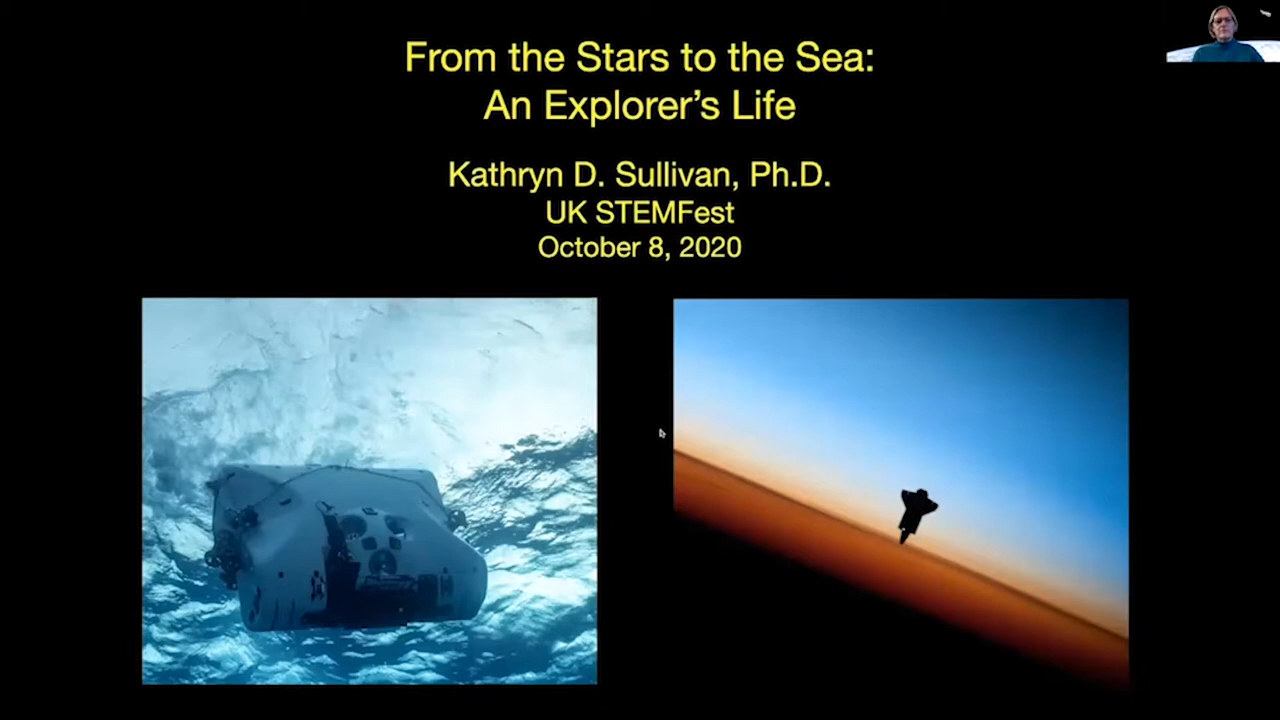 From the Stars to the Sea:
An Explorer’s Life
Kathryn D. Sullivan, Ph.D.
UK STEMFest
October 8, 2020